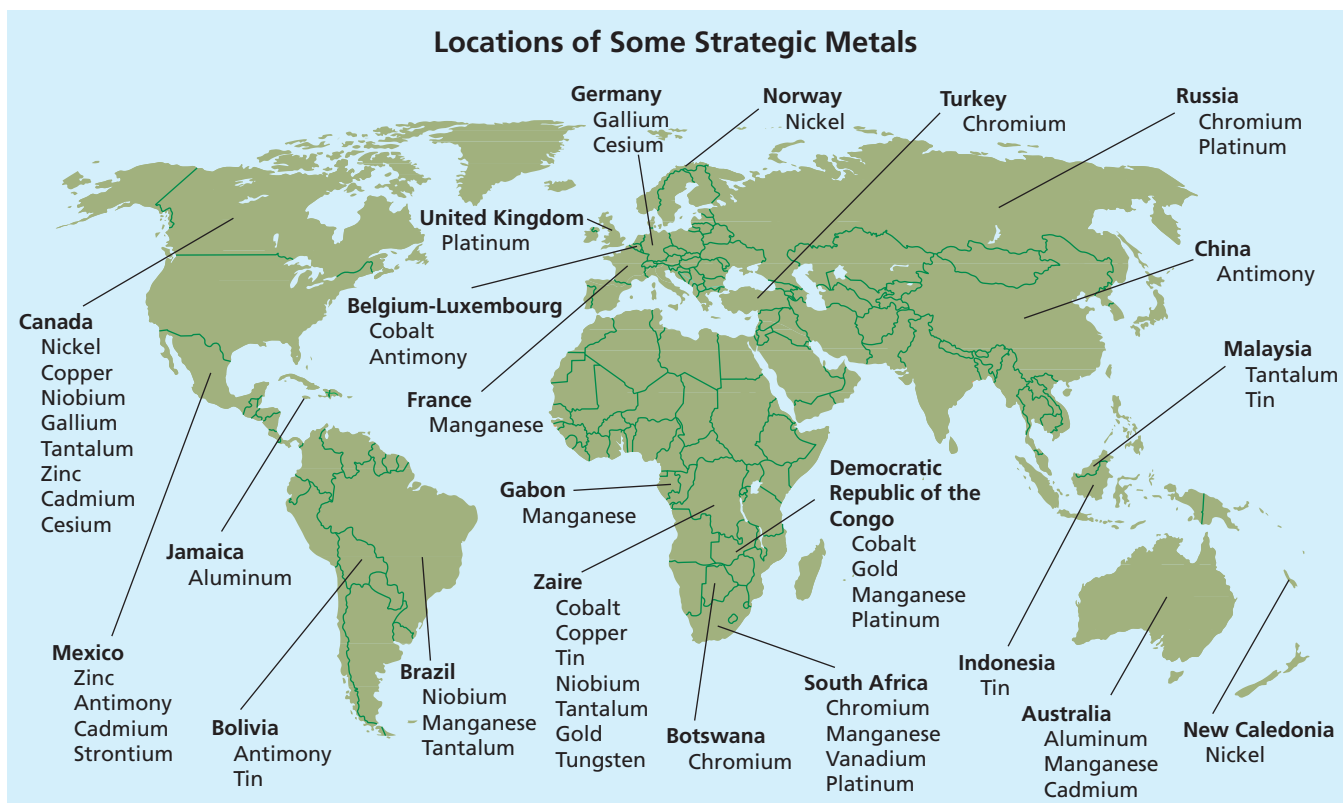 Locations of Some Strategic Metals
Germany
Gallium
Cesium
Norway
Nickel
Turkey
Chromium
Russia
Chromium
Platinum
United Kingdom
Platinum
China
Antimony
Belgium-Luxembourg
Cobalt
Antimony
Canada
Nickel
Copper
Niobium
Gallium
Tantalum
Zinc
Cadmium
Cesium
Malaysia
Tantalum
Tin
France
Manganese
Gabon
Manganese
Democratic
Republic of the
Congo
Cobalt
Gold
Manganese
Platinum
Jamaica
Aluminum
Zaire
Cobalt
Copper
Tin
Niobium
Tantalum
Gold
Tungsten
Mexico
Zinc
Antimony
Cadmium
Strontium
Bolivia
Antimony
Tin
Brazil
Niobium
Manganese
Tantalum
Botswana
Chromium
South Africa
Chromium
Manganese
Vanadium
Platinum
Indonesia
Tin
Australia
Aluminum
Manganese
Cadmium
New Caledonia
Nickel